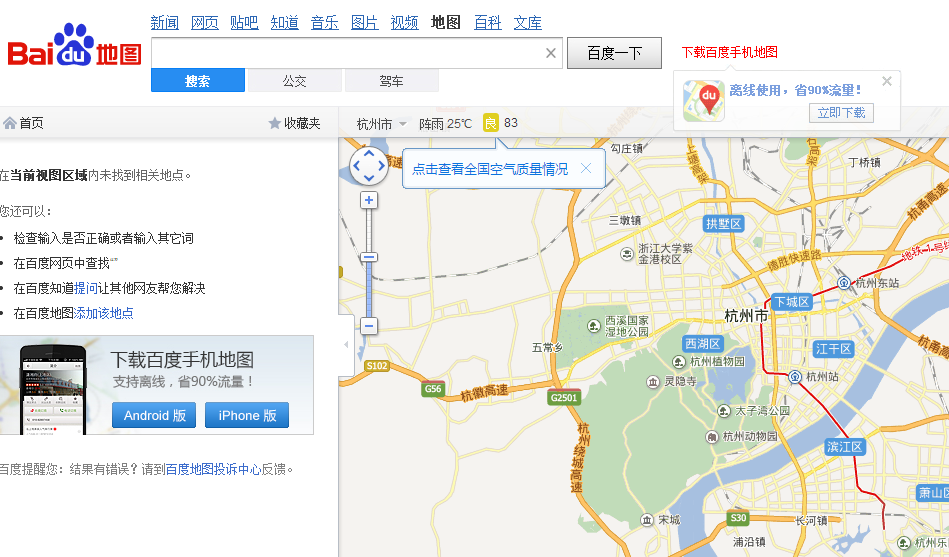 新闻 网页 贴吧 知道 音乐 图片 视频 地图 百科 文库
Bai du 地图
百度一下
下载百度手机地图
搜索 公交 驾车
du
离线使用，省90%流量！
立即下载
首页
收藏夹
杭州市 阵雨 25℃ 良 83
点击查看全国空气质量情况
在当前视图区域内未找到相关地点。
您还可以：
检查输入是否正确或者输入其它词
在百度网页中查找
在百度知道提问让其他网友帮您解决
在百度地图添加该地点
下载百度手机地图
支持离线，省90%流量！
Android 版
iPhone 版
百度提醒您：结果有错误？请到百度地图投诉中心反馈。
勾庄镇
丁桥镇
上塘高架
石德高架
杭甬高速
三墩镇
拱墅区
浙江大学紫
金港校区
德胜快速路
地铁1号线
杭州东站
下城区
杭州市
西溪国家
湿地公园
五常乡
西湖区
江干区
杭州植物园
S102
G56
杭徽高速
G2501
灵隐寺
杭州站
太子湾公园
杭州动物园
滨江区
杭州绕城高速
萧山区
宋城
S30
长河镇
浦沿镇
杭州乐